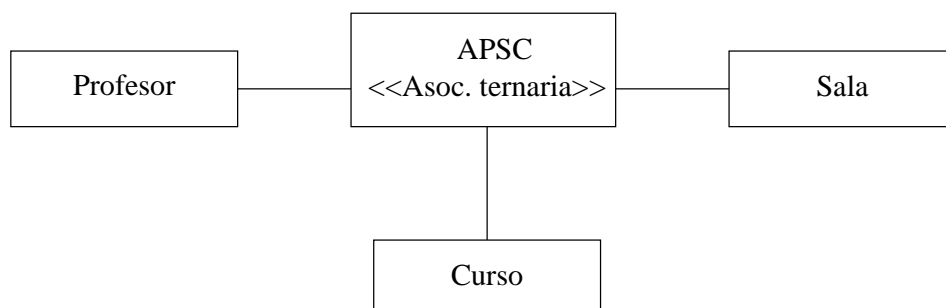 APSC
<<Asoc. ternaria>>
Profesor
Sala
Curso